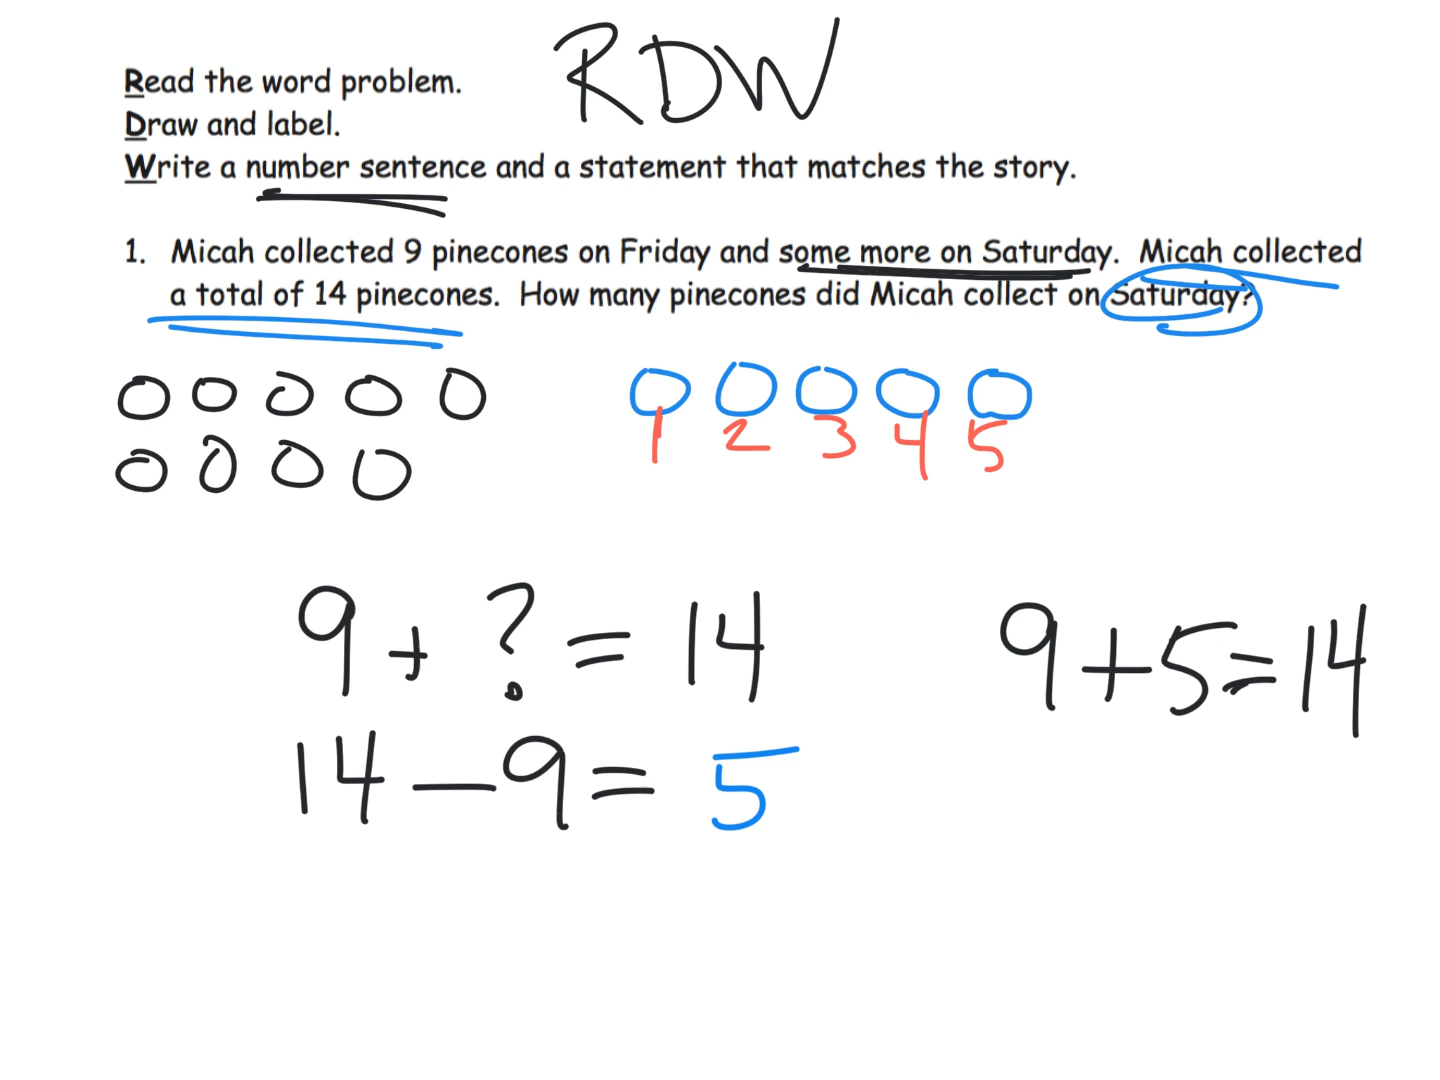 RDW
Read the word problem.
Draw and label.
Write a number sentence and a statement that matches the story.
1. Micah collected 9 pinecones on Friday and some more on Saturday. Micah collected
a total of 14 pinecones. How many pinecones did Micah collect on Saturday?
1 2 3 4 5
9 + ? = 14
9 + 5 = 14
14 - 9 = 5